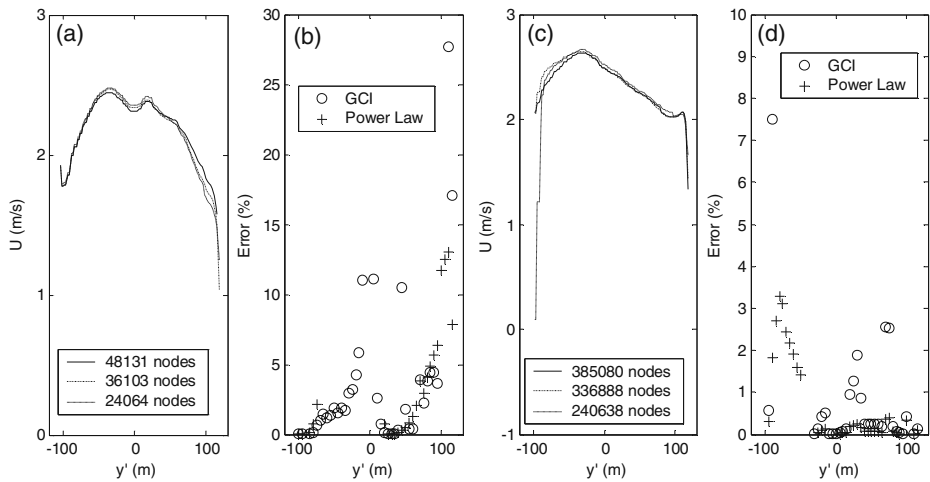 (a)
3
2
1
0
U (m/s)
48131 nodes
36103 nodes
24064 nodes
-100 0 100
y' (m)
(b)
30
25
20
15
10
5
0
Error (%)
GCI
Power Law
-100 0 100
y' (m)
(c)
3
2
1
0
-1
U (m/s)
385080 nodes
336888 nodes
240638 nodes
-100 0 100
y' (m)
(d)
10
9
8
7
6
5
4
3
2
1
0
Error (%)
GCI
Power Law
-100 0 100
y' (m)